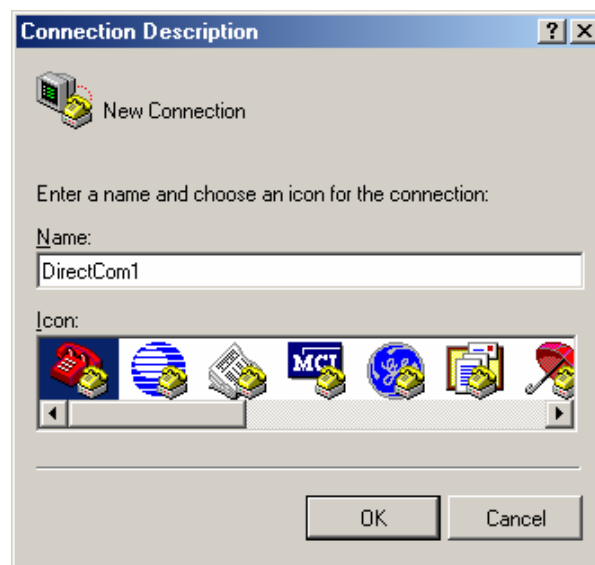 Connection Description
New Connection
Enter a name and choose an icon for the connection:
Name:
DirectCom1
Icon:
MCI
OK Cancel